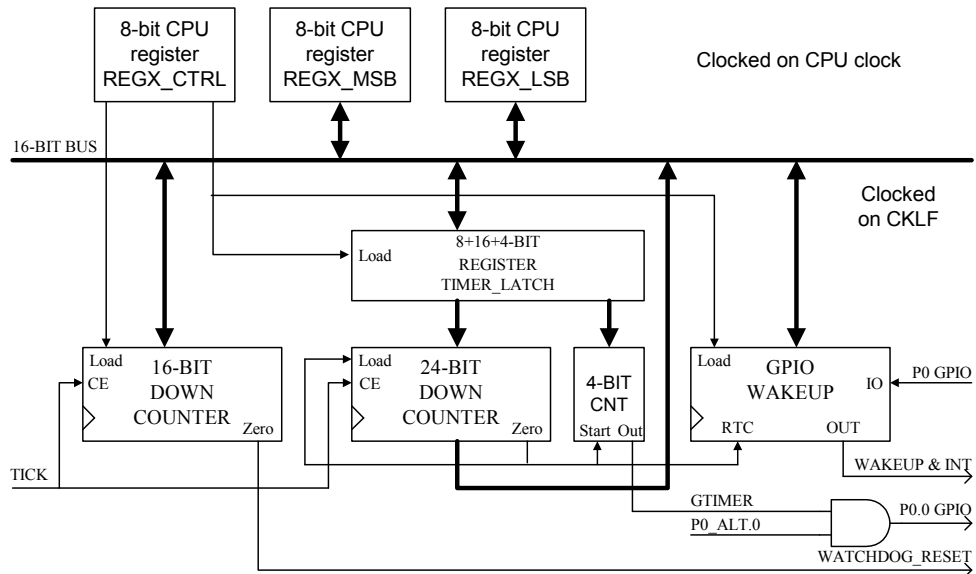 8-bit CPU
register
REGX_CTRL
8-bit CPU
register
REGX_MSB
8-bit CPU
register
REGX_LSB
Clocked on CPU clock
16-BIT BUS
Clocked
on CKLF
Load
8+16+4-BIT
REGISTER
TIMER_LATCH
Load
CE
16-BIT
DOWN
COUNTER
Zero
Load
CE
24-BIT
DOWN
COUNTER
Zero
4-BIT
CNT
Start Out
Load
GPIO
WAKEUP
IO
RTC
OUT
P0 GPIO
TICK
WAKEUP & INT
GTIMER
P0_ALT.0
P0.0 GPIO
WATCHDOG_RESET